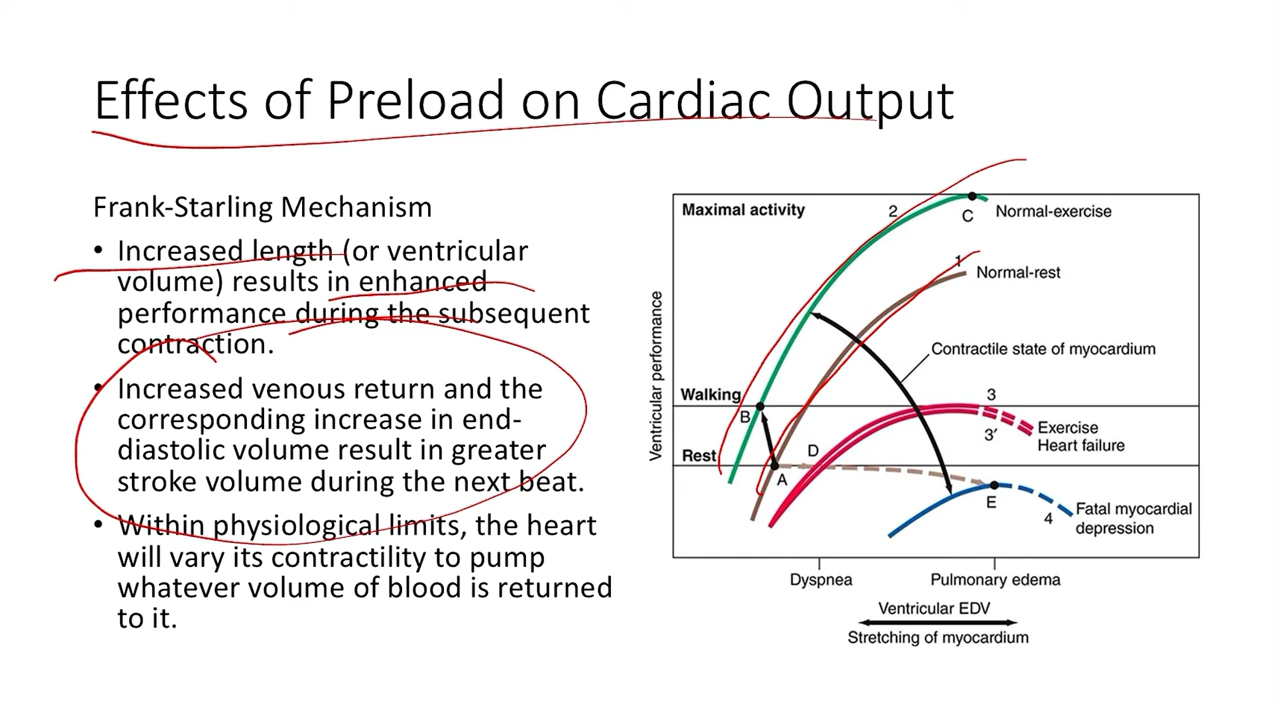 Effects of Preload on Cardiac Output
Frank-Starling Mechanism
• Increased length (or ventricular
volume) results in enhanced
performance during the subsequent
contraction.
• Increased venous return and the
corresponding increase in end-
diastolic volume result in greater
stroke volume during the next beat.
• Within physiological limits, the heart
will vary its contractility to pump
whatever volume of blood is returned
to it.
Maximal activity
2
C
Normal-exercise
1
Normal-rest
Contractile state of myocardium
Ventricular performance
Walking
B
3
3′
Exercise
Heart failure
Rest
D
A
E
4
Fatal myocardial
depression
Dyspnea
Pulmonary edema
Ventricular EDV
Stretching of myocardium